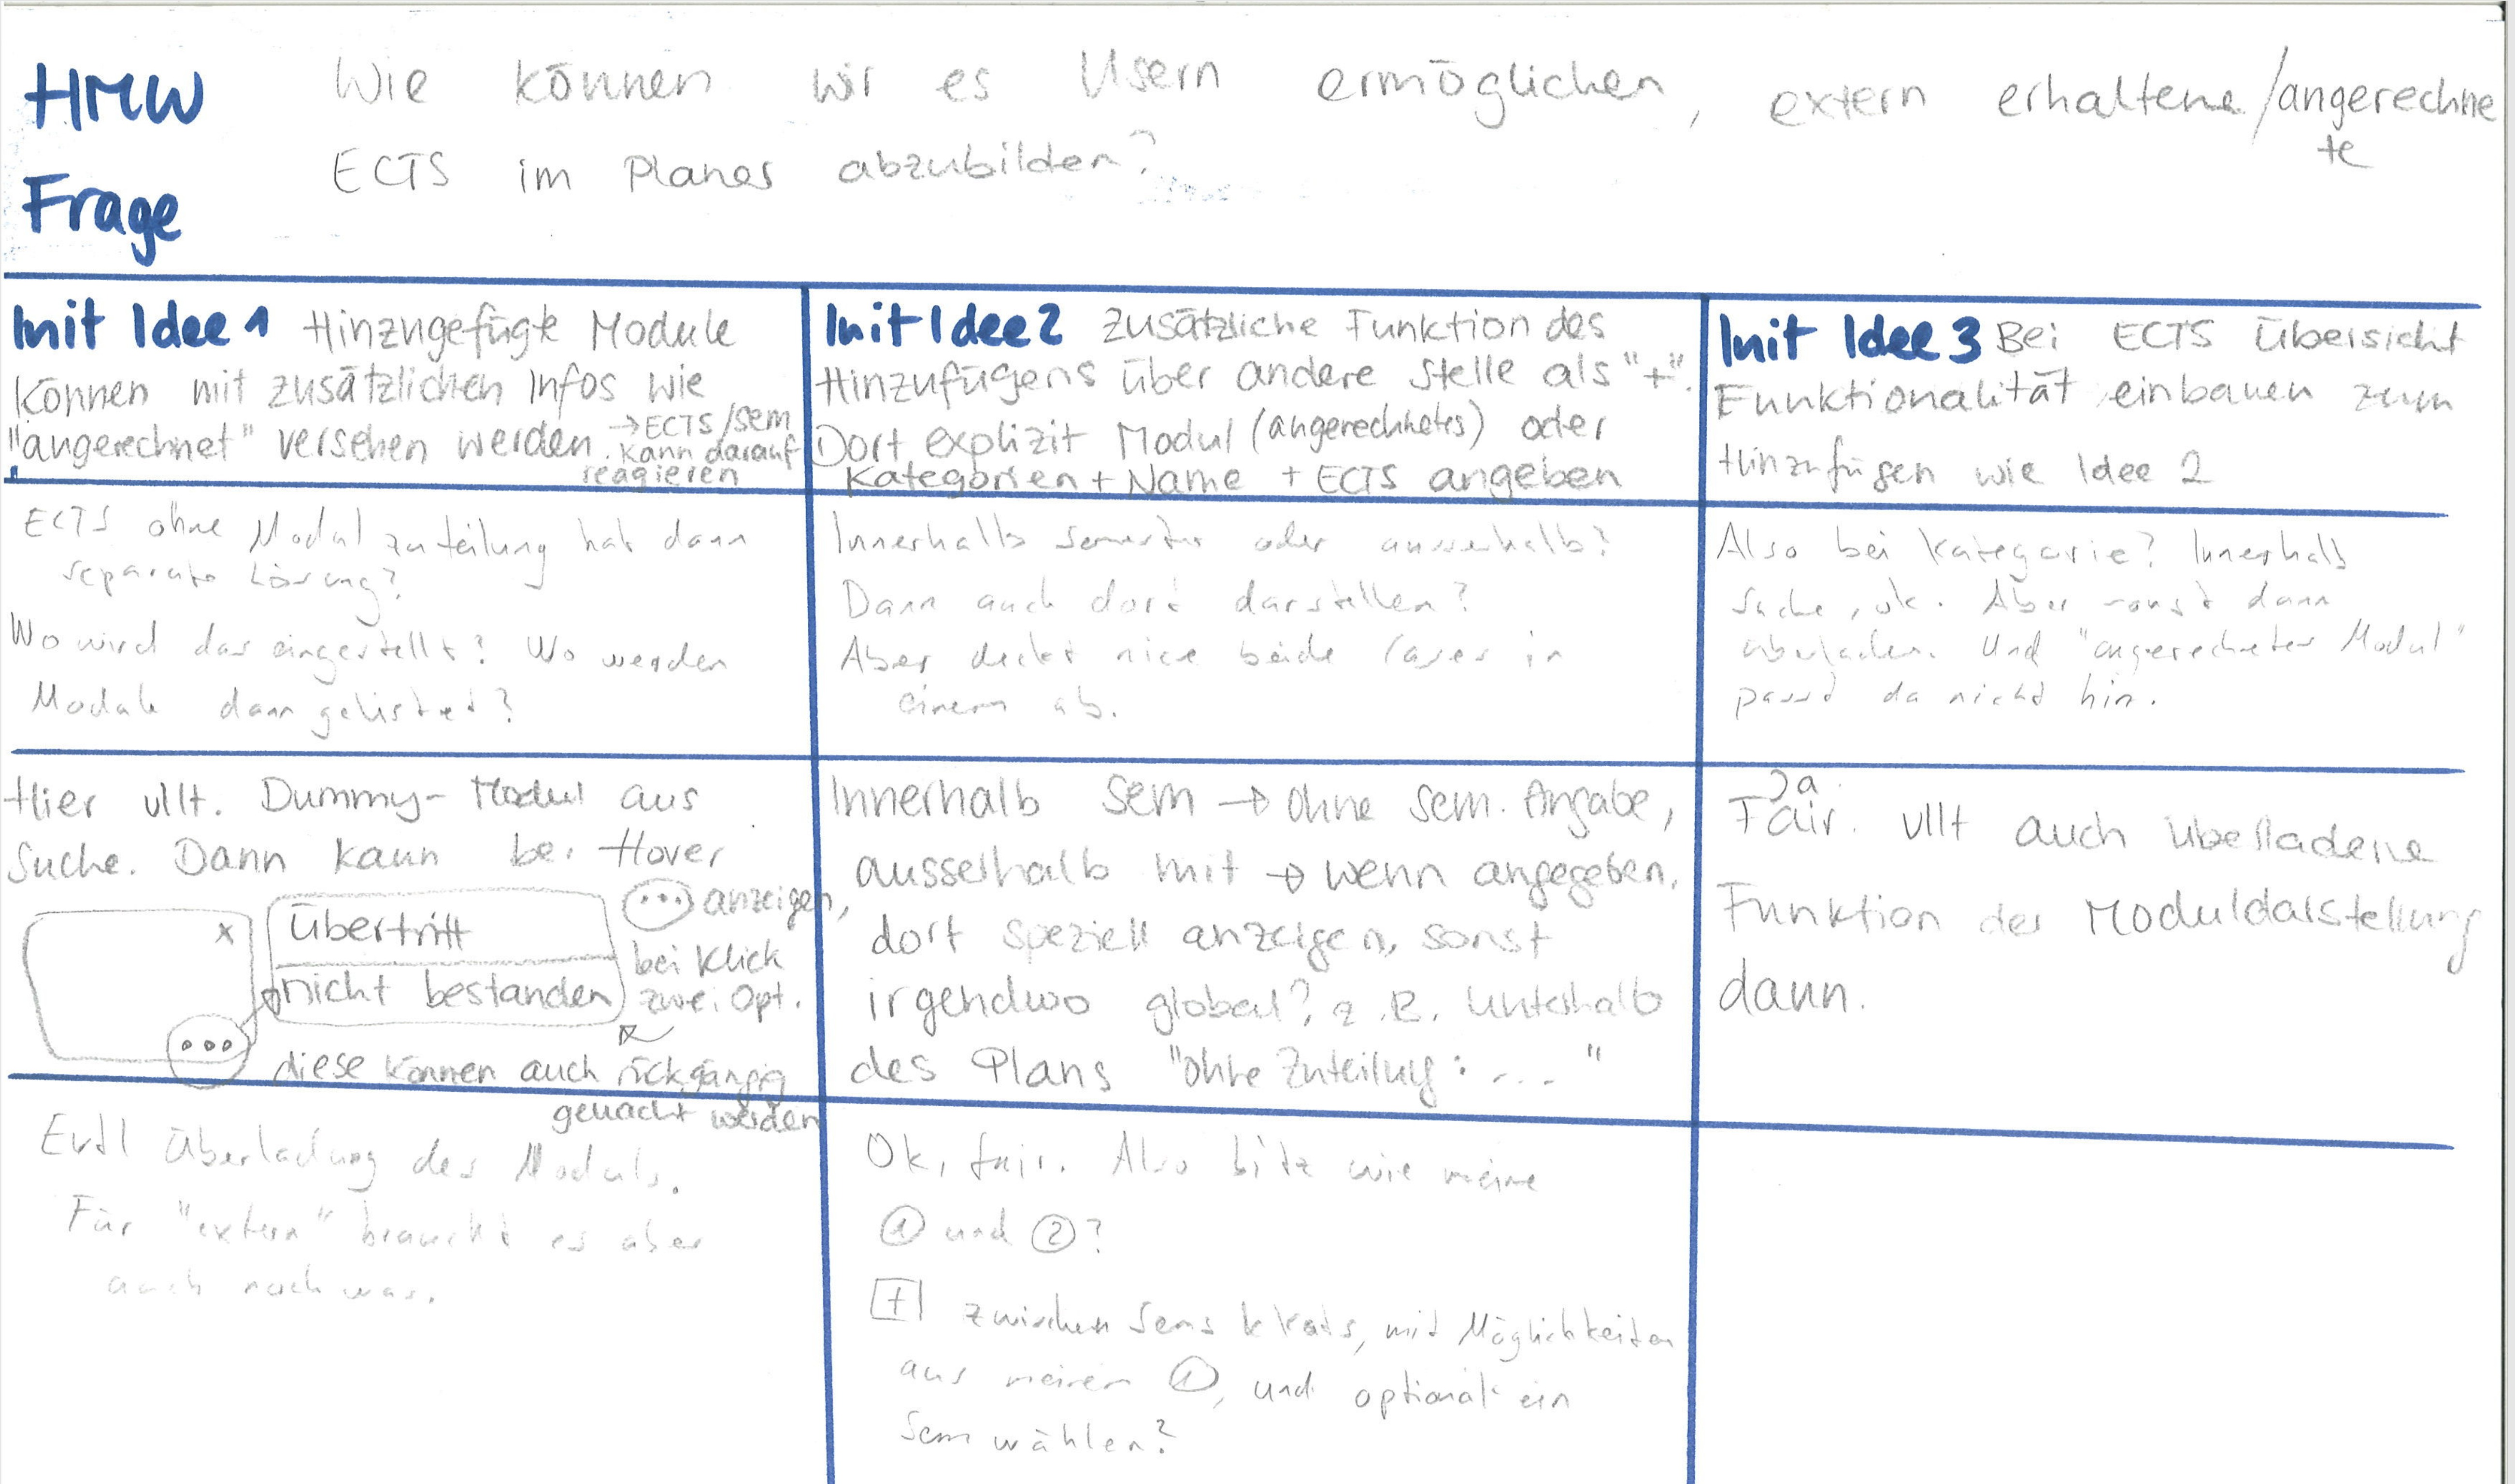 HMW Wie können wir es Usern ermöglichen, extern erhaltene/angerechne
te
Frage ECTS im Planer abzubilden?
Init Idee 1 Hinzugefügte Module
können mit zusätzlichen Infos wie
"angerechnet" versehen werden. → ECTS/Sem
kann darauf
reagieren
Init Idee 2 Zusätzliche Funktion des
Hinzufügens über andere Stelle als "+".
Dort explizit Modul (angerechnetes) oder
Kategorien + Name + ECTS angeben
Init Idee 3 Bei ECTS Übersicht
Funktionalität einbauen zum
Hinzufügen wie Idee 2
ECTS ohne Modulzuteilung hat dann
separate Lösung?
Wo wird das eingestellt? Wo werden
Module dann gelistet?
Innerhalb Semester oder ausserhalb?
Dann auch dort darstellen?
Aber deckt nice beide Cases in
einem ab.
Also bei Kategorie? Innerhalb
Suche, ok. Aber sonst dann
überladen. Und "angerechnetes Modul"
passt da nicht hin.
Hier vllt. Dummy-Modul aus
Suche. Dann kann bei Hover
... anzeigen,
bei Klick
zwei Opt.
x
Übertritt
nicht bestanden
...
diese können auch rückgängig
gemacht werden
Innerhalb Sem → ohne Sem. Angabe,
ausserhalb mit → wenn angegeben,
dort speziell anzeigen, sonst
irgendwo global? z.B. unterhalb
des Plans "ohne Zuteilung: ... "
Ja
Fair. vllt auch überladene
Funktion der Moduldarstellung
dann.
Evtl Überladung des Moduls.
Für "extern" braucht es aber
auch noch was.
Ok, fair. Also bitz wie meine
① und ②?
+ zwischen Sems & Kats, mit Möglichkeiten
aus meiner ①, und optional ein
Sem wählen?